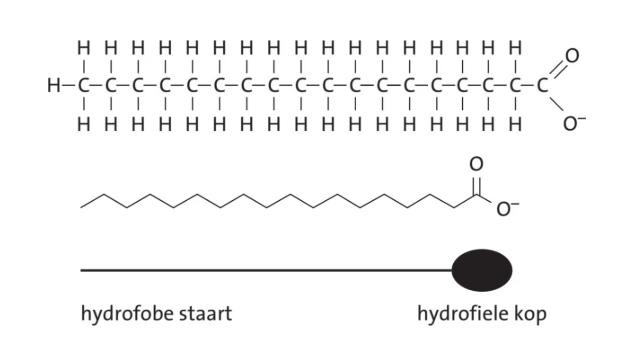 H H H H H H H H H H H H H H H H H
O
H–C–C–C–C–C–C–C–C–C–C–C–C–C–C–C–C–C–C
H H H H H H H H H H H H H H H H H
O⁻
O
O⁻
hydrofobe staart
hydrofiele kop